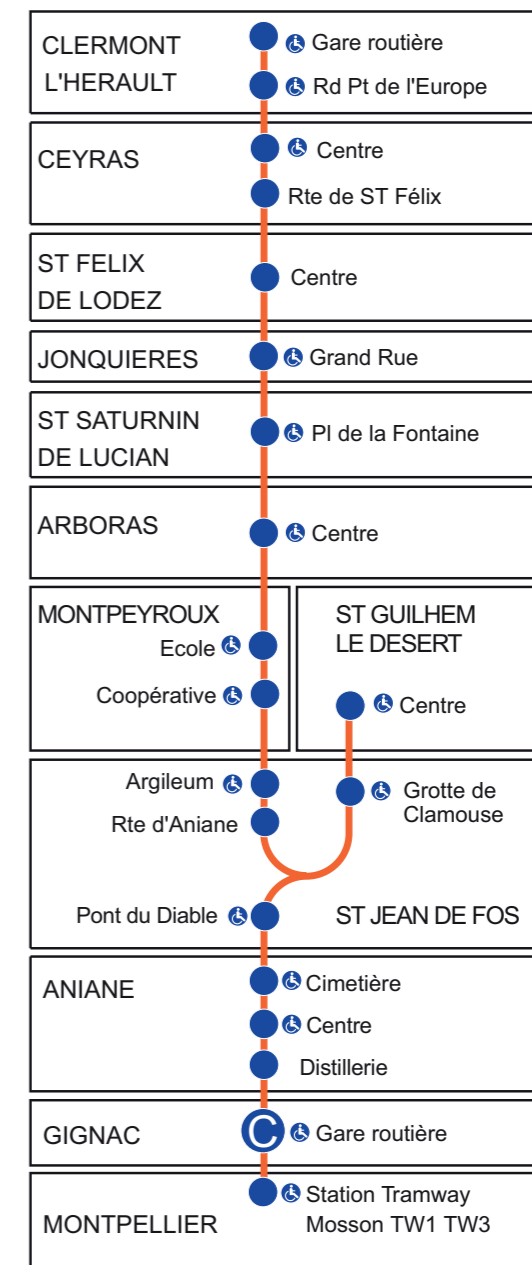 CLERMONT
L'HERAULT
Gare routière
Rd Pt de l'Europe
CEYRAS
Centre
Rte de ST Félix
ST FELIX
DE LODEZ
Centre
JONQUIERES
Grand Rue
ST SATURNIN
DE LUCIAN
Pl de la Fontaine
ARBORAS
Centre
MONTPEYROUX
Ecole
Coopérative
ST GUILHEM
LE DESERT
Centre
Argileum
Rte d'Aniane
Grotte de
Clamouse
Pont du Diable
ST JEAN DE FOS
ANIANE
Cimetière
Centre
Distillerie
GIGNAC
C
Gare routière
MONTPELLIER
Station Tramway
Mosson TW1 TW3